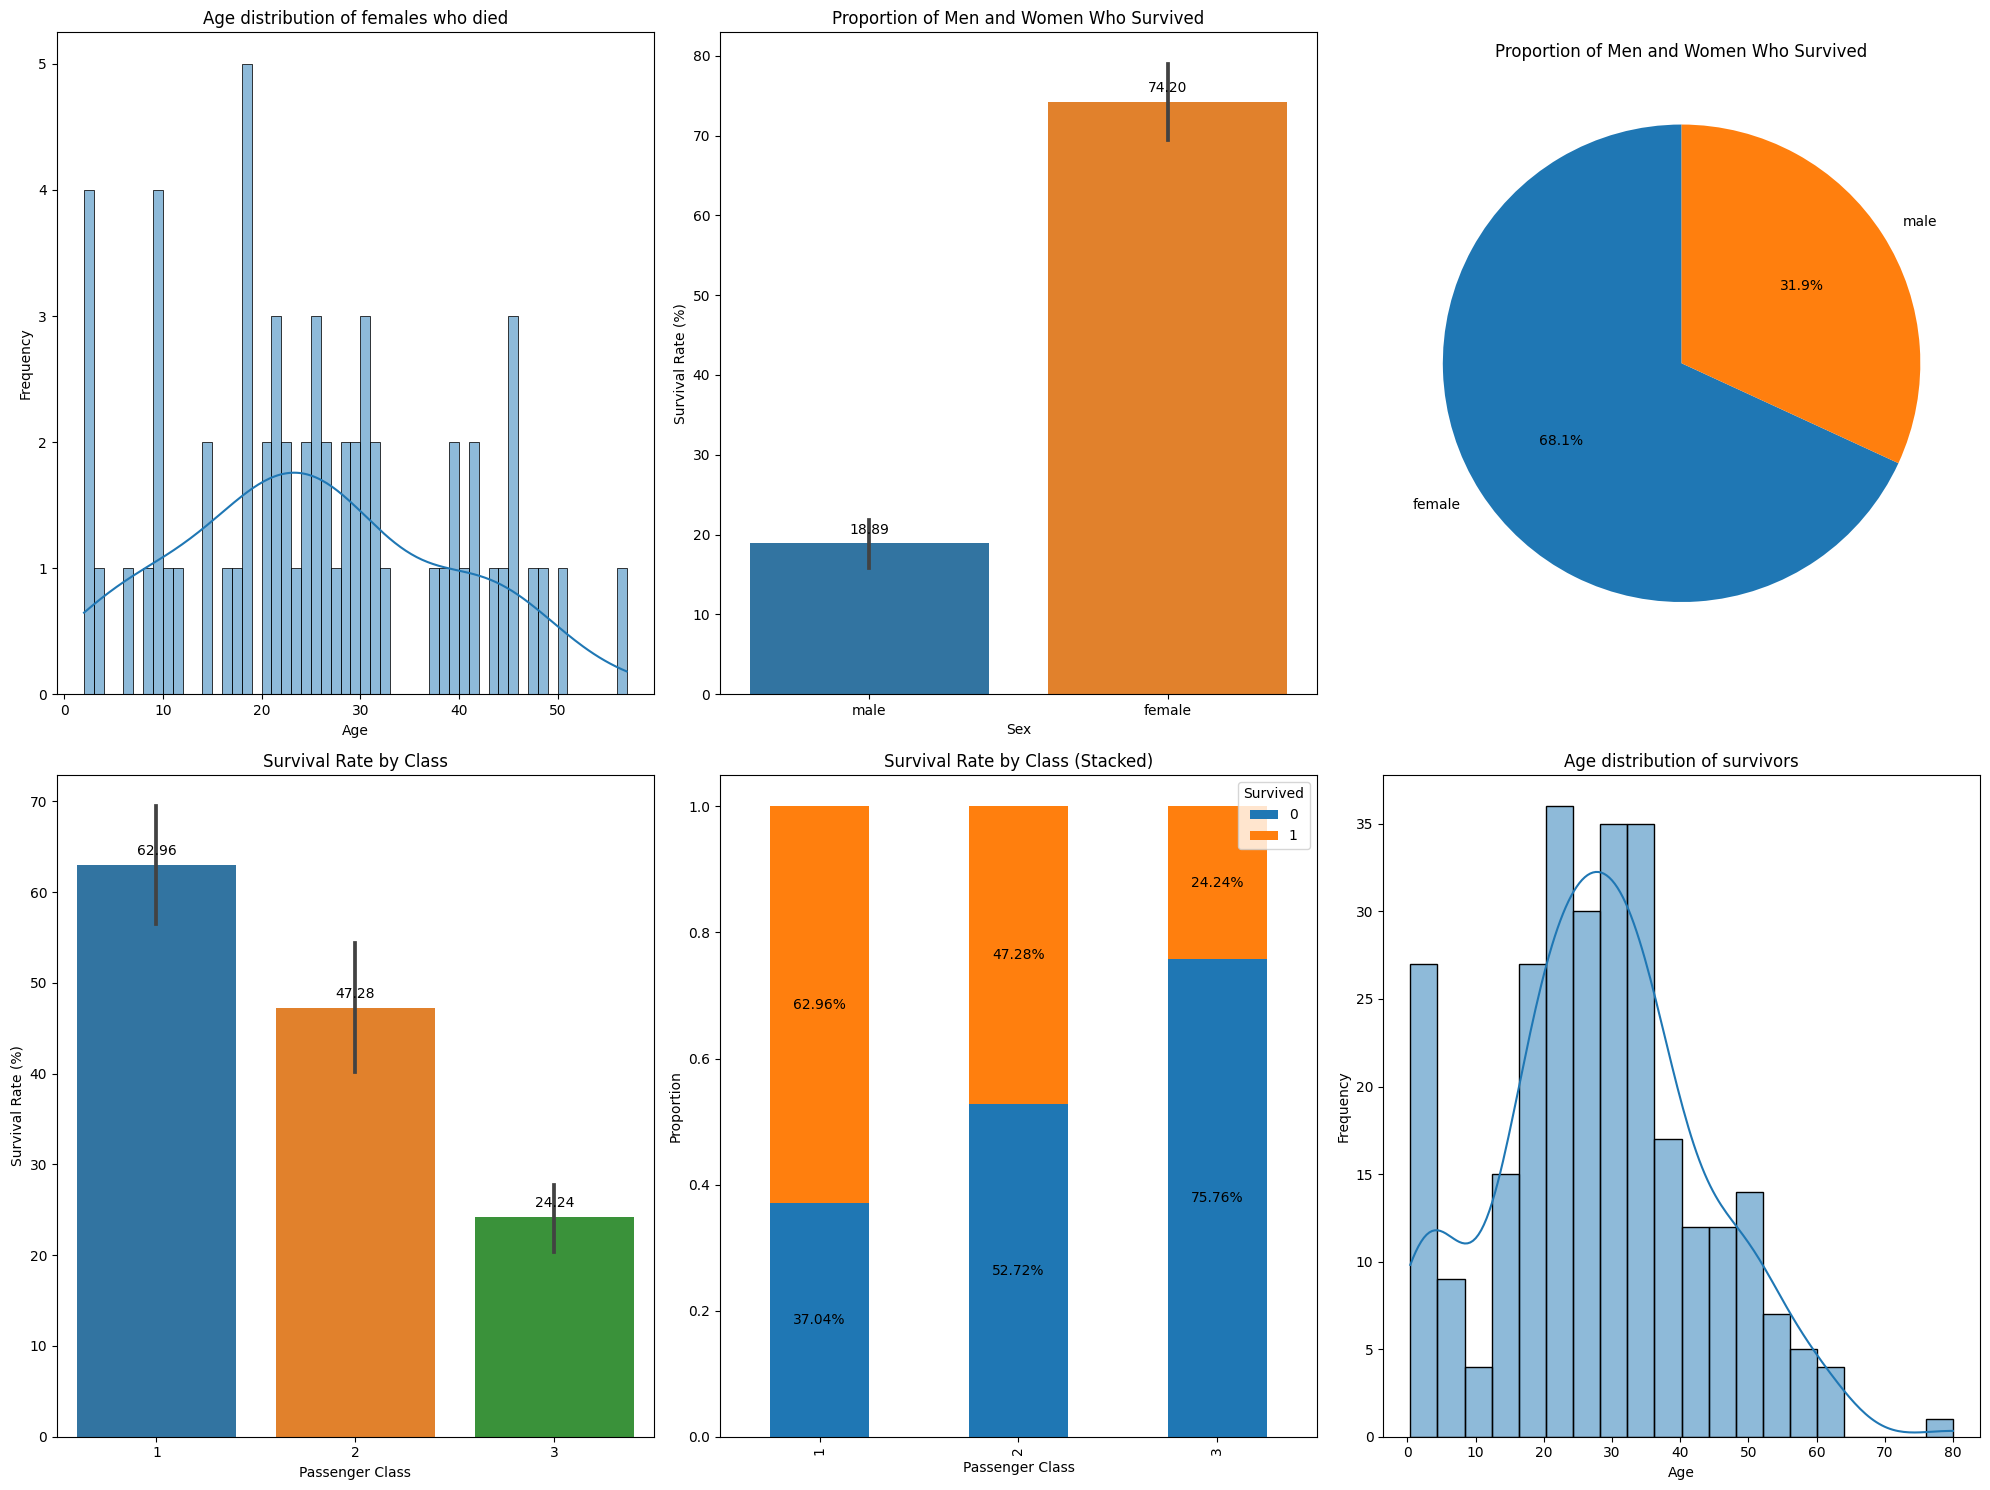 Age distribution of females who died
Frequency
5
4
3
2
1
0
0 10 20 30 40 50
Age
Proportion of Men and Women Who Survived
Survival Rate (%)
80
70
60
50
40
30
20
10
0
74.20
18.89
male female
Sex
Proportion of Men and Women Who Survived
male
31.9%
68.1%
female
Survival Rate by Class
Survival Rate (%)
70
60
50
40
30
20
10
0
62.96
47.28
24.24
1 2 3
Passenger Class
Survival Rate by Class (Stacked)
Proportion
1.0
0.8
0.6
0.4
0.2
0.0
Survived
0
1
24.24%
47.28%
62.96%
75.76%
52.72%
37.04%
1 2 3
Passenger Class
Age distribution of survivors
Frequency
35
30
25
20
15
10
5
0
0 10 20 30 40 50 60 70 80
Age